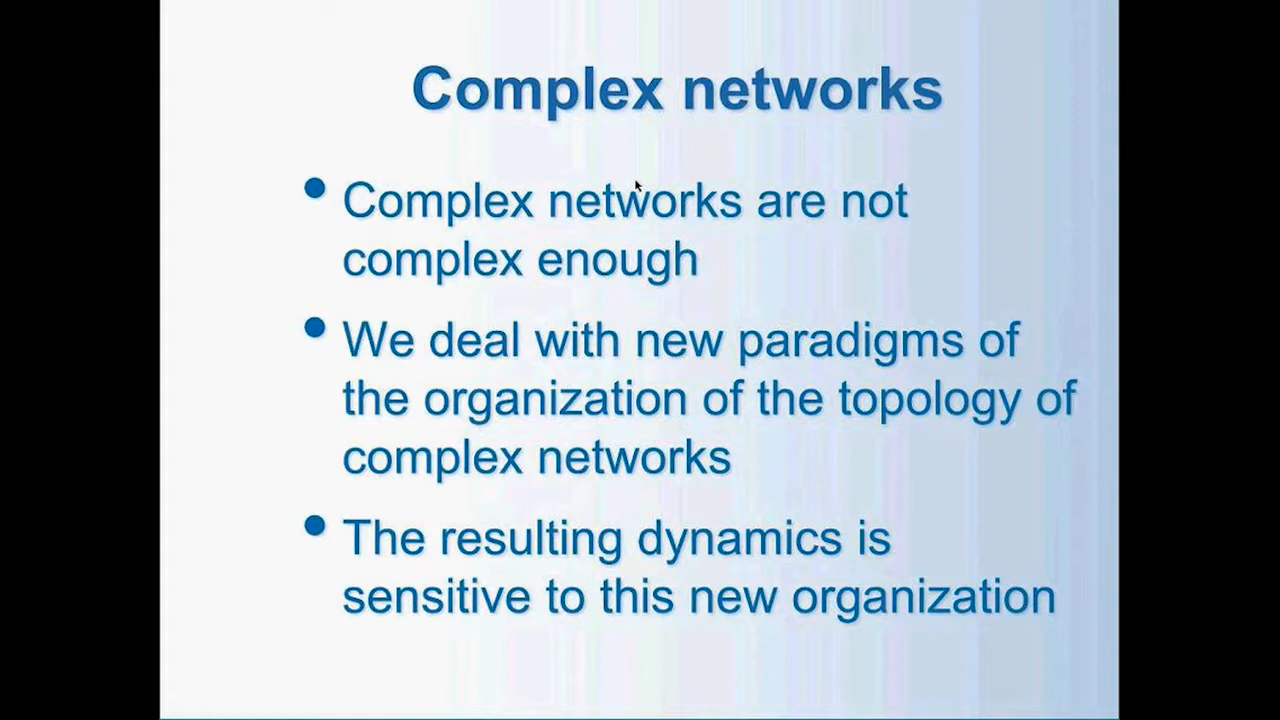 Complex networks
• Complex networks are not
complex enough
• We deal with new paradigms of
the organization of the topology of
complex networks
• The resulting dynamics is
sensitive to this new organization